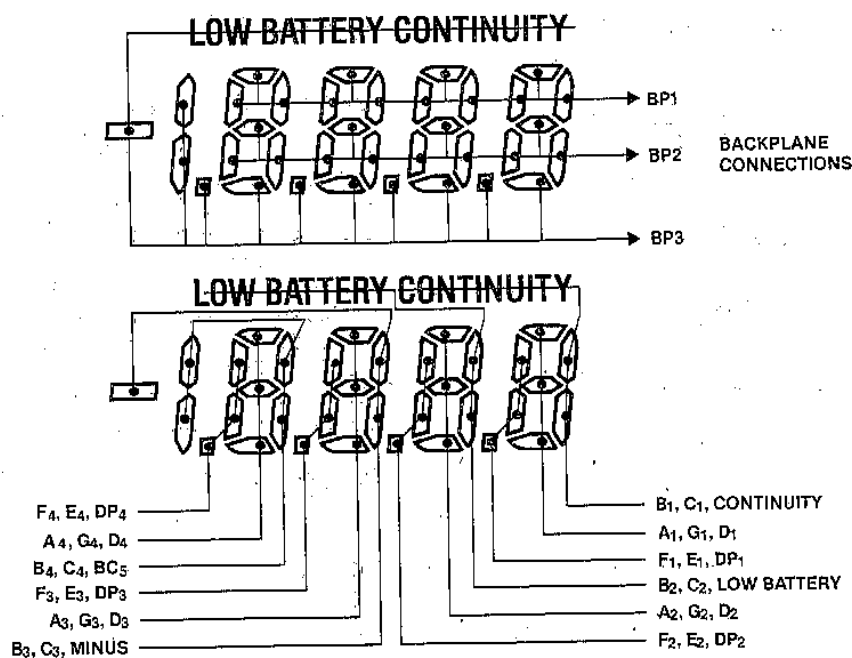 LOW BATTERY CONTINUITY
BP1
BP2
BACKPLANE
CONNECTIONS
BP3
LOW BATTERY CONTINUITY
F4, E4, DP4
A4, G4, D4
B4, C4, BC5
F3, E3, DP3
A3, G3, D3
B3, C3, MINUS
B1, C1, CONTINUITY
A1, G1, D1
F1, E1, DP1
B2, C2, LOW BATTERY
A2, G2, D2
F2, E2, DP2